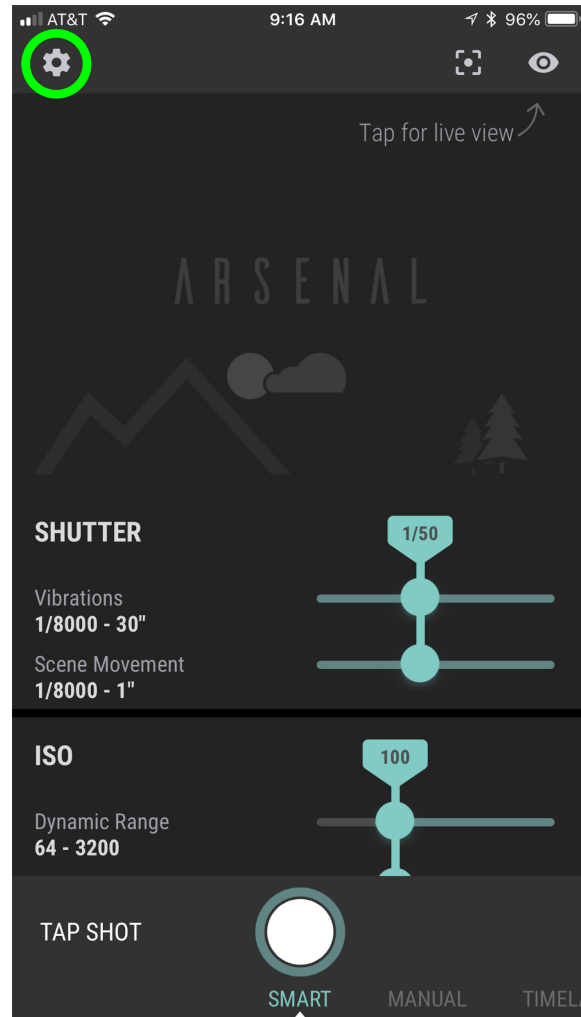 AT&T 9:16 AM 96%
Tap for live view
ARSENAL
SHUTTER
1/50
Vibrations
1/8000 - 30"
Scene Movement
1/8000 - 1"
ISO
100
Dynamic Range
64 - 3200
TAP SHOT
SMART MANUAL TIMEL